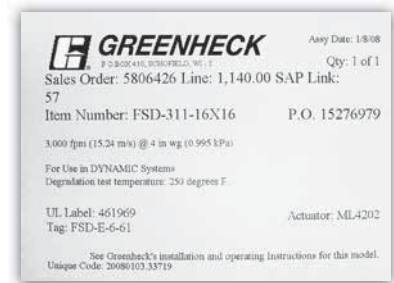 GREENHECK
Assy Date: 1/8/08
P O BOX 410, SCHOFIELD, WI
Qty: 1 of 1
Sales Order: 5806426 Line: 1,140.00 SAP Link:
57
Item Number: FSD-311-16X16 P.O. 15276979
3,000 fpm (15.24 m/s) @ 4 in wg (0.995 kPa)
For Use in DYNAMIC Systems
Degradation test temperature: 250 degrees F
UL Label: 461969 Actuator: ML4202
Tag: FSD-E-6-61
See Greenheck's installation and operating Instructions for this model.
Unique Code: 20080103.33719